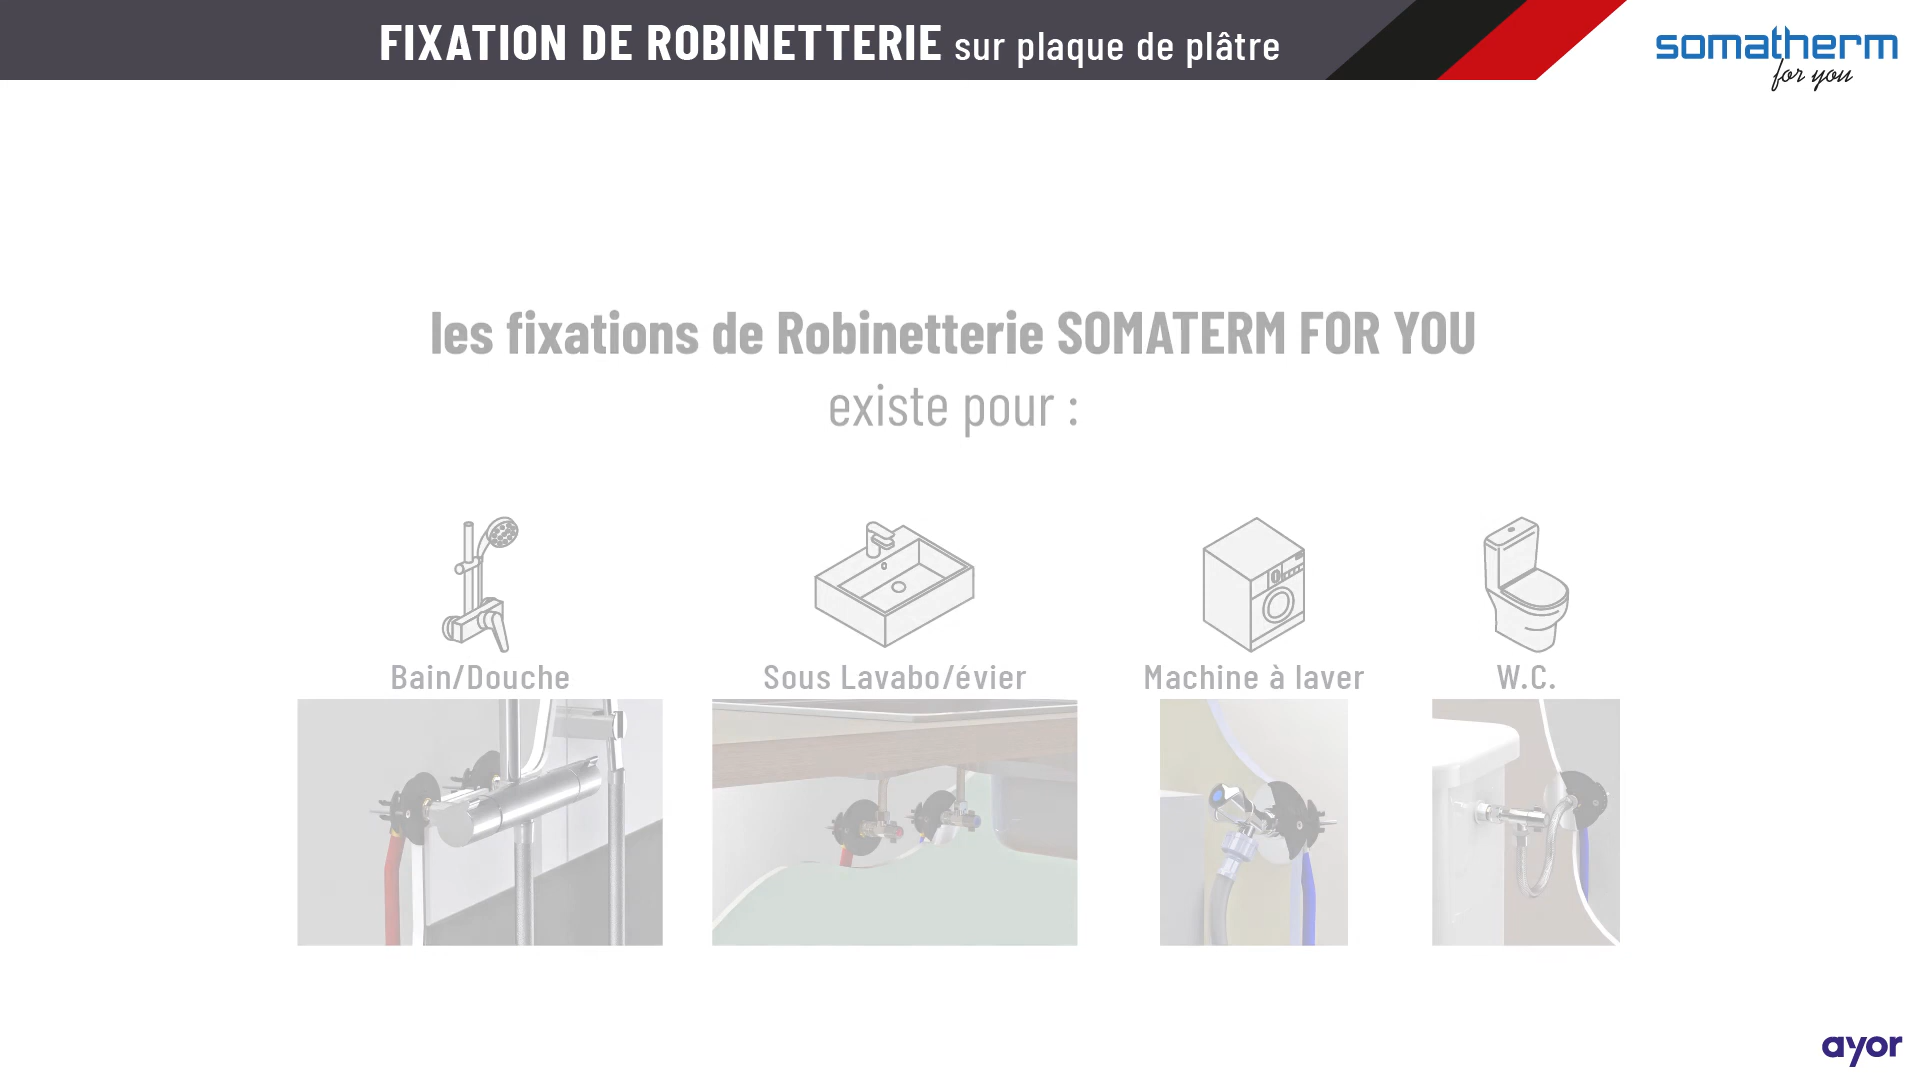 FIXATION DE ROBINETTERIE sur plaque de plâtre
somatherm
for you
les fixations de Robinetterie SOMATERM FOR YOU
existe pour :
Bain/Douche
Sous Lavabo/évier
Machine à laver
W.C.
ayor